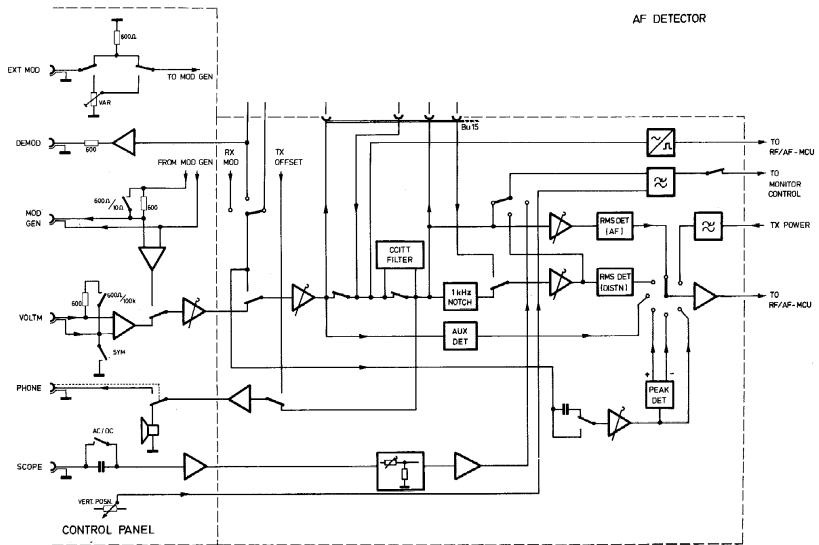 AF DETECTOR
600Ω
EXT MOD
TO MOD GEN
VAR
Bu15
DEMOD
600
RX
MOD
TX
OFFSET
TO
RF/AF-MCU
FROM MOD GEN
TO
MONITOR
CONTROL
600Ω/
10Ω
600
MOD
GEN
RMS DET
(AF)
TX POWER
CCITT
FILTER
600
600Ω/100k
1kHz
NOTCH
RMS DET
(DISTN)
TO
RF/AF-MCU
VOLTM
SYM
AUX
DET
PHONE
+
-
PEAK
DET
AC/DC
SCOPE
VERT. POSN.
CONTROL PANEL